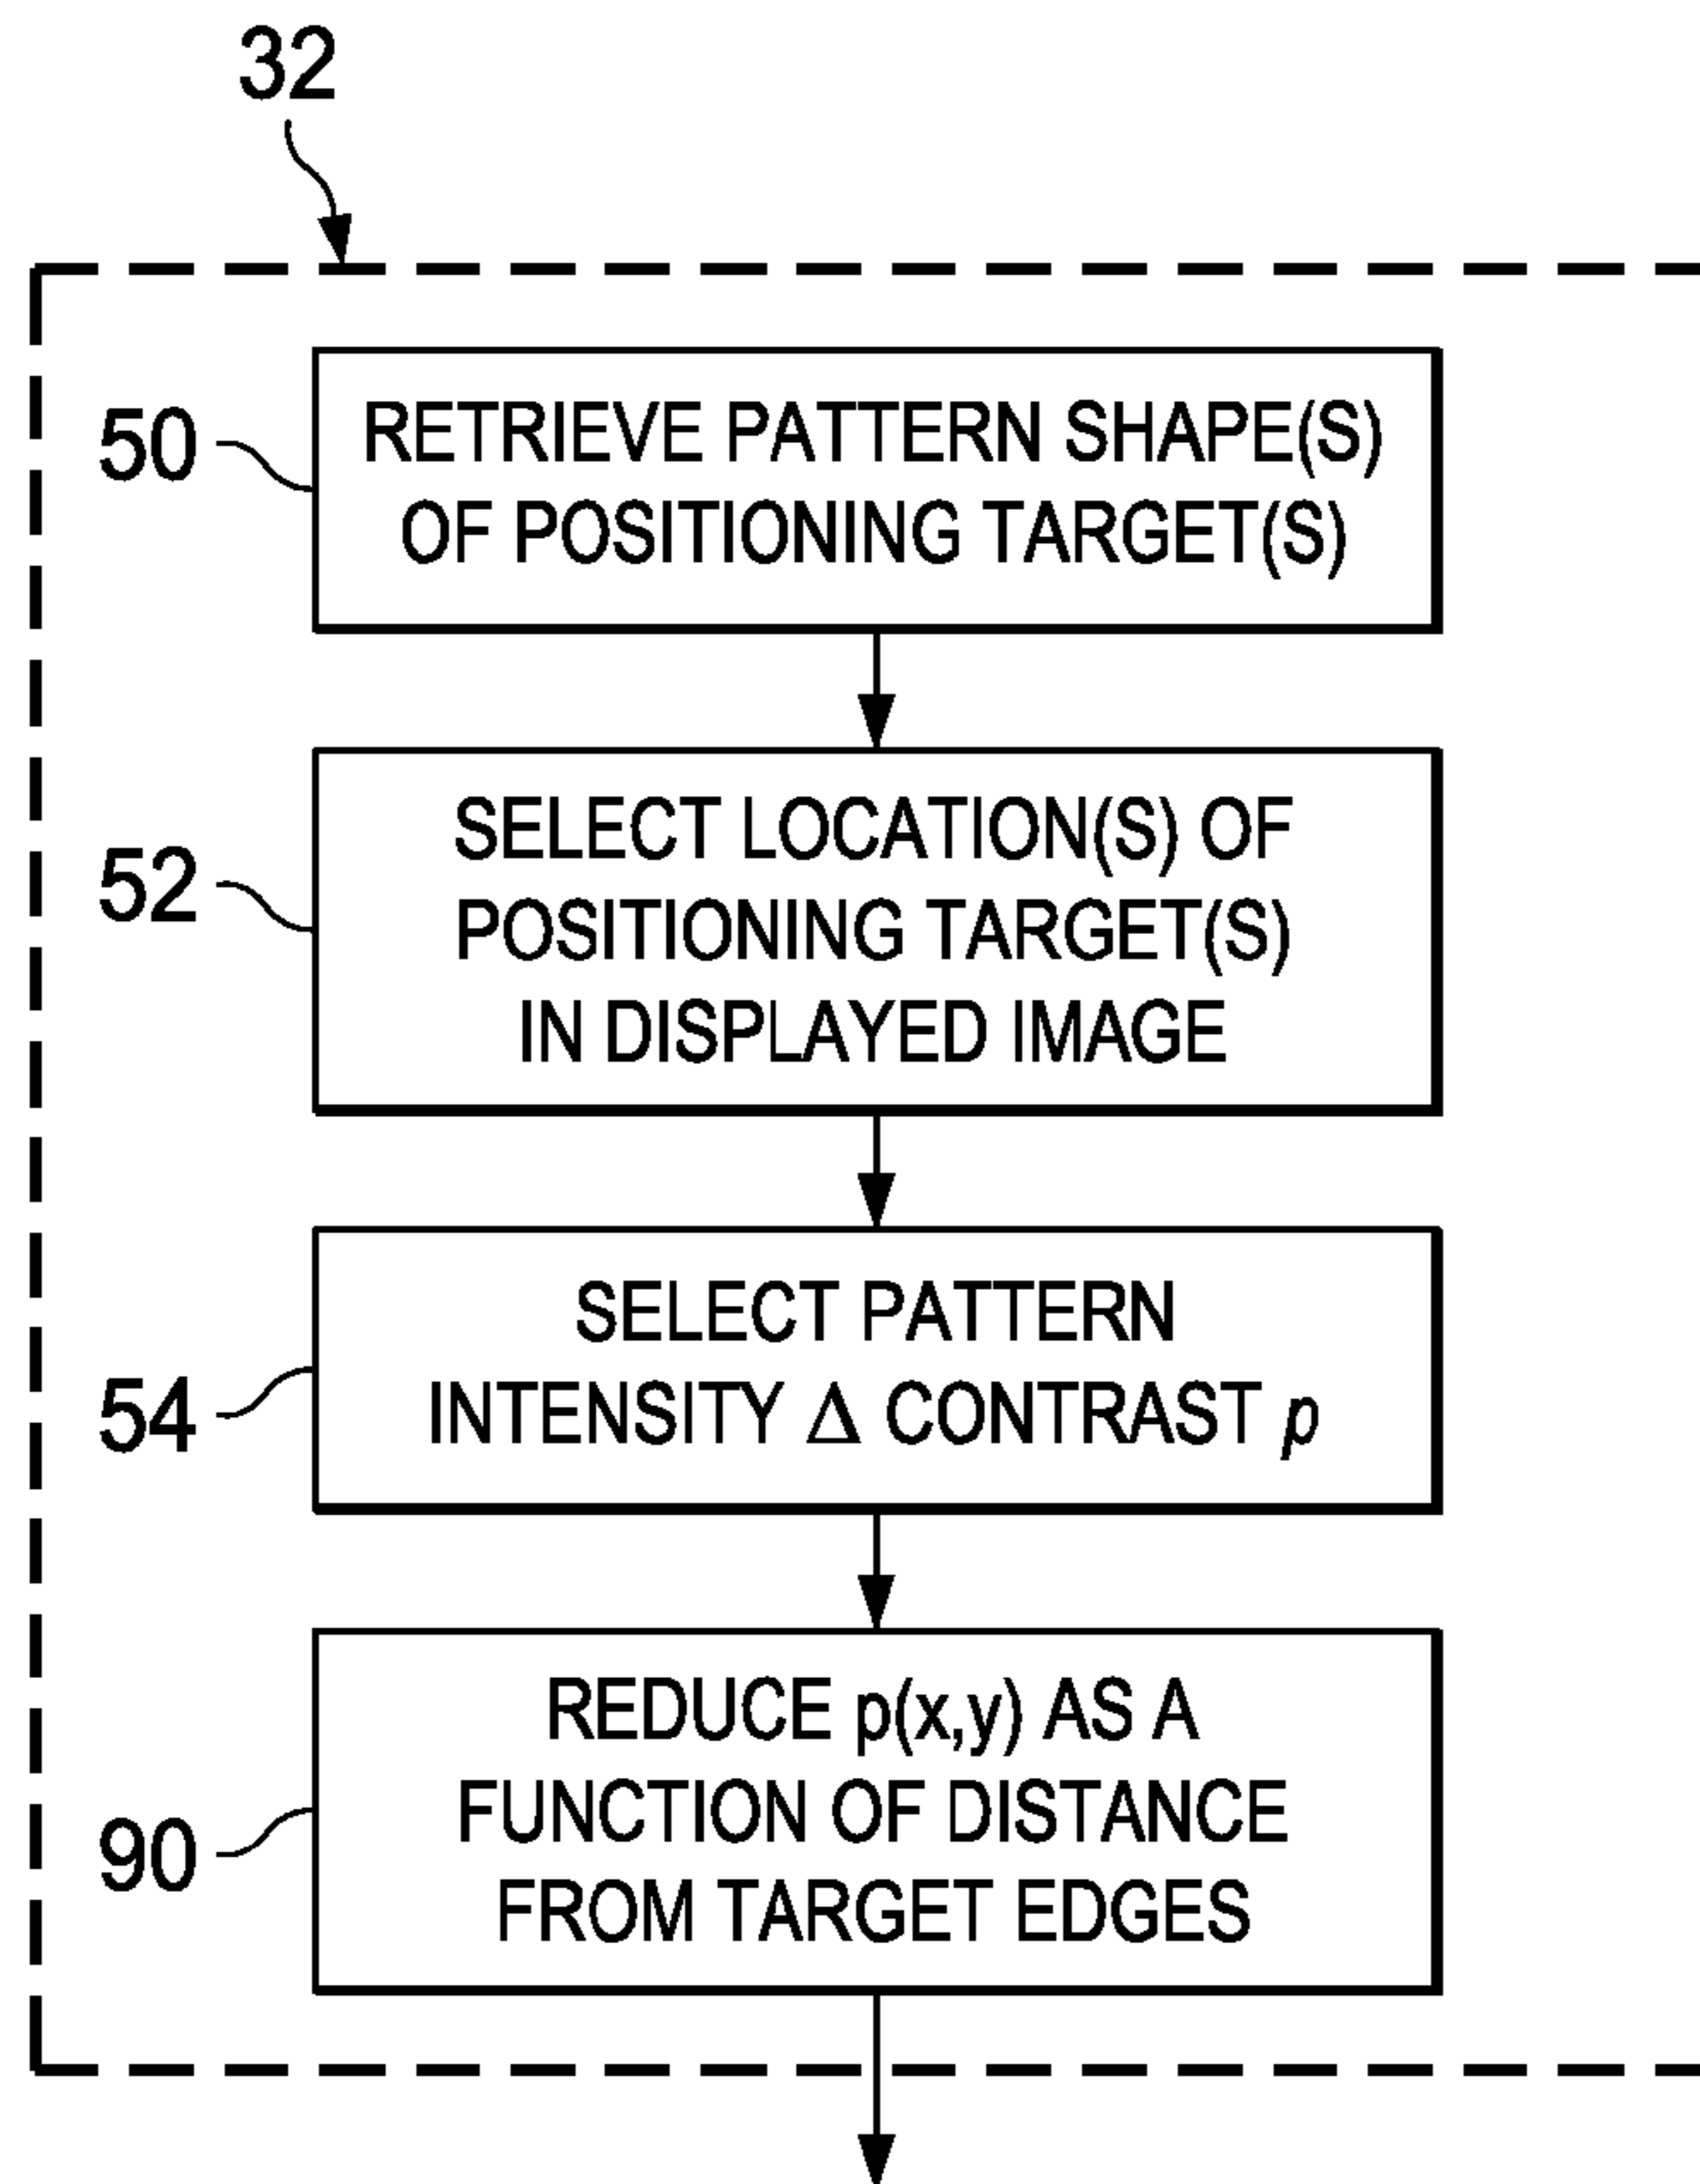 32
50
RETRIEVE PATTERN SHAPE(S)
OF POSITIONING TARGET(S)
52
SELECT LOCATION(S) OF
POSITIONING TARGET(S)
IN DISPLAYED IMAGE
54
SELECT PATTERN
INTENSITY Δ CONTRAST p
90
REDUCE p(x,y) AS A
FUNCTION OF DISTANCE
FROM TARGET EDGES